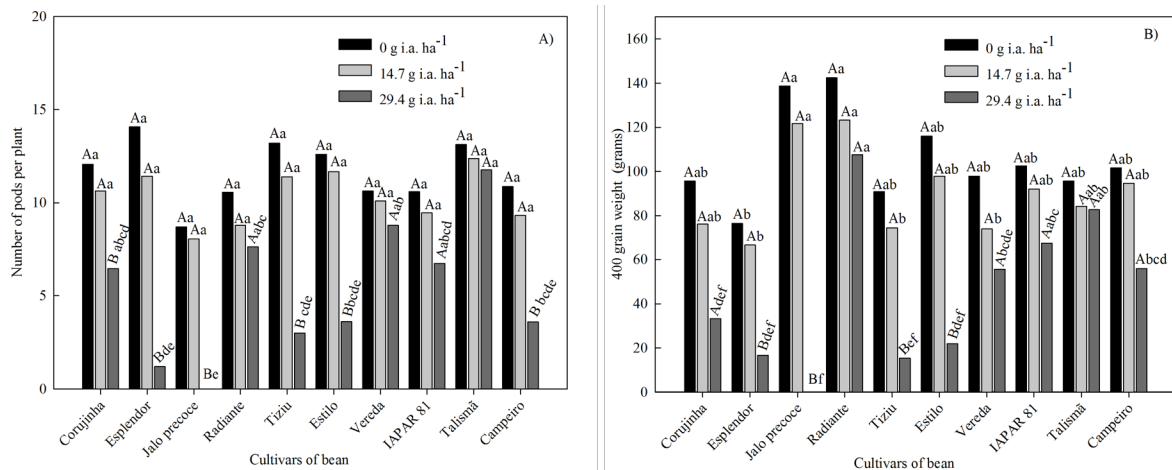 A)
0 g i.a. ha⁻¹
14.7 g i.a. ha⁻¹
29.4 g i.a. ha⁻¹
Number of pods per plant
20
15
10
5
0
Aa Aa B abcd
Aa Aa Bde
Aa Aa Be
Aa Aa Aabc
Aa Aa B cde
Aa Aa Bbcde
Aa Aa Aab
Aa Aa Aabcd
Aa Aa Aa
Aa Aa B bcde
Corujinha
Esplendor
Jalo precoce
Radiante
Tiziu
Estilo
Vereda
IAPAR 81
Talismã
Campeiro
Cultivars of bean
B)
0 g i.a. ha⁻¹
14.7 g i.a. ha⁻¹
29.4 g i.a. ha⁻¹
400 grain weight (grams)
160
140
120
100
80
60
40
20
0
Aab Aab Adef
Ab Ab Bdef
Aa Aa Bf
Aa Aa Aa
Aab Ab Bef
Aab Aab Bdef
Aab Ab Abcde
Aab Aab Aabc
Aab Aab Aab
Aab Aab Abcd
Corujinha
Esplendor
Jalo precoce
Radiante
Tiziu
Estilo
Vereda
IAPAR 81
Talismã
Campeiro
Cultivars of bean